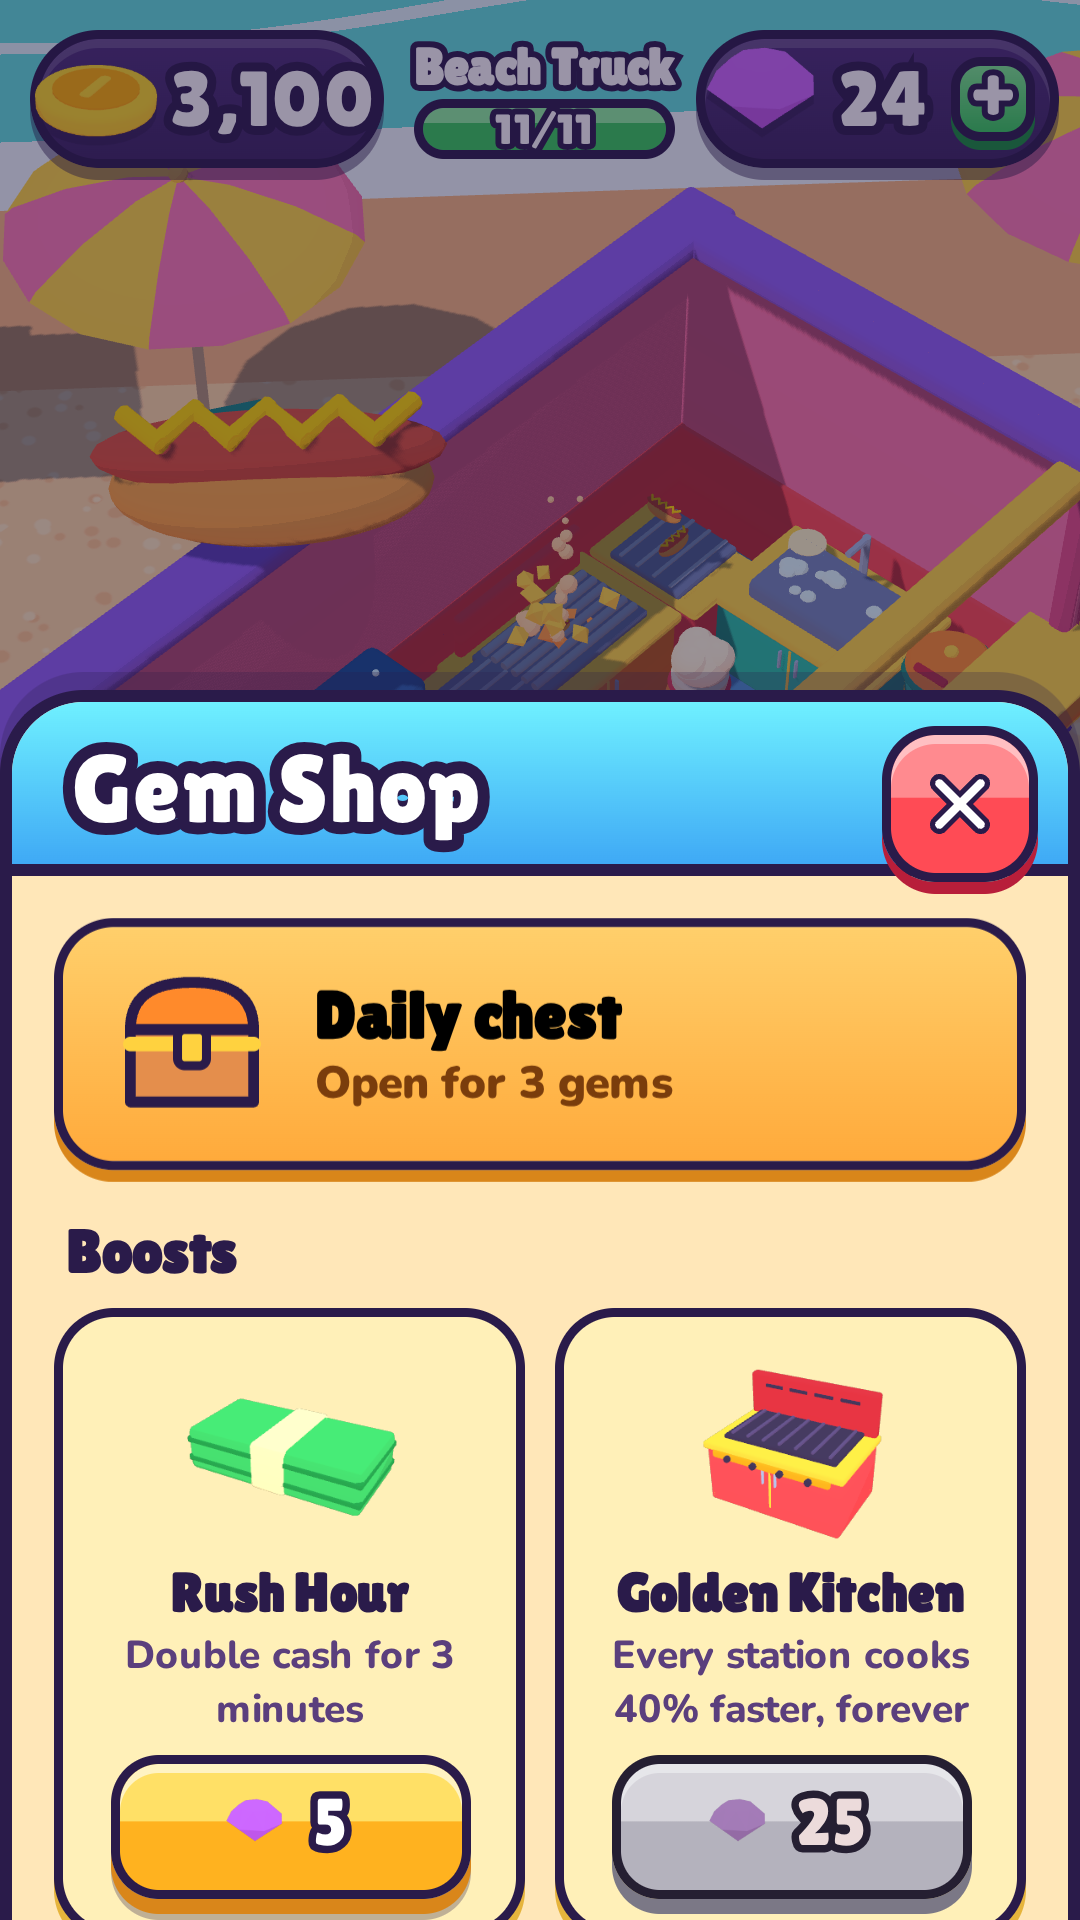 3,100
Beach Truck
11/11
24
Gem Shop
Daily chest
Open for 3 gems
Boosts
Rush Hour
Double cash for 3
minutes
5
Golden Kitchen
Every station cooks
40% faster, forever
25